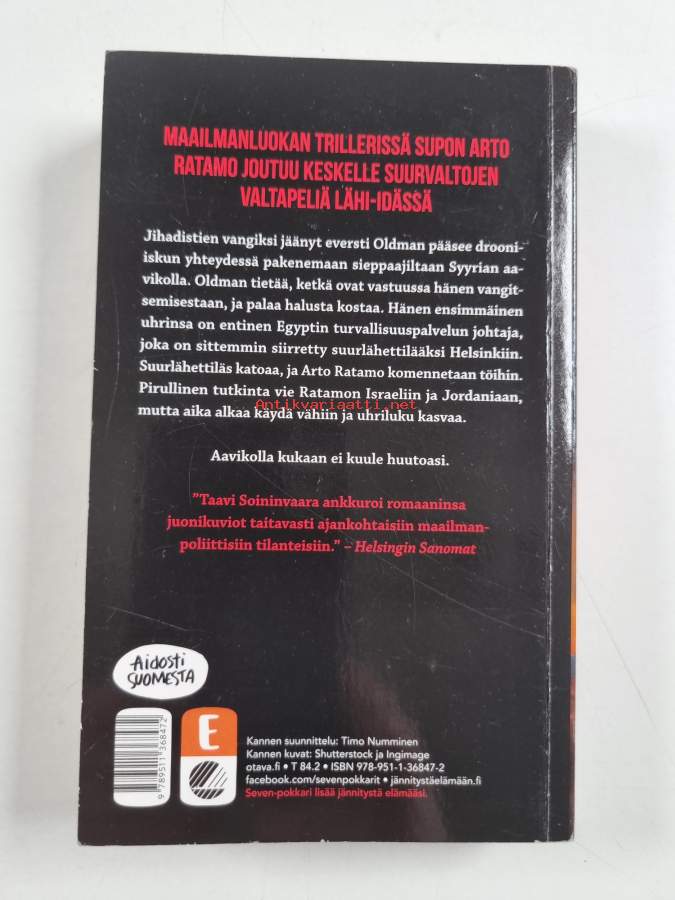 MAAILMANLUOKAN TRILLERISSÄ SUPON ARTO
RATAMO JOUTUU KESKELLE SUURVALTOJEN
VALTAPELIÄ LÄHI-IDÄSSÄ
Jihadistien vangiksi jäänyt eversti Oldman pääsee drooni-
iskun yhteydessä pakenemaan sieppaajiltaan Syyrian aa-
vikolla. Oldman tietää, ketkä ovat vastuussa hänen vangit-
semisestaan, ja palaa halusta kostaa. Hänen ensimmäinen
uhrinsa on entinen Egyptin turvallisuuspalvelun johtaja,
joka on sittemmin siirretty suurlähettilääksi Helsinkiin.
Suurlähettiläs katoaa, ja Arto Ratamo komennetaan töihin.
Pirullinen tutkinta vie Ratamon Israeliin ja Jordaniaan,
Antikvariaatti.net
mutta aika alkaa käydä vähiin ja uhriluku kasvaa.
Aavikolla kukaan ei kuule huutoasi.
”Taavi Soininvaara ankkuroi romaaninsa
juonikuviot taitavasti ajankohtaisiin maailman-
poliittisiin tilanteisiin.” – Helsingin Sanomat
Aidosti
SUOMESTA
9 789511 368472
E
Kannen suunnittelu: Timo Numminen
Kannen kuvat: Shutterstock ja Ingimage
otava.fi • T 84.2 • ISBN 978-951-1-36847-2
facebook.com/sevenpokkarit • jännitystäelämään.fi
Seven-pokkari lisää jännitystä elämääsi.